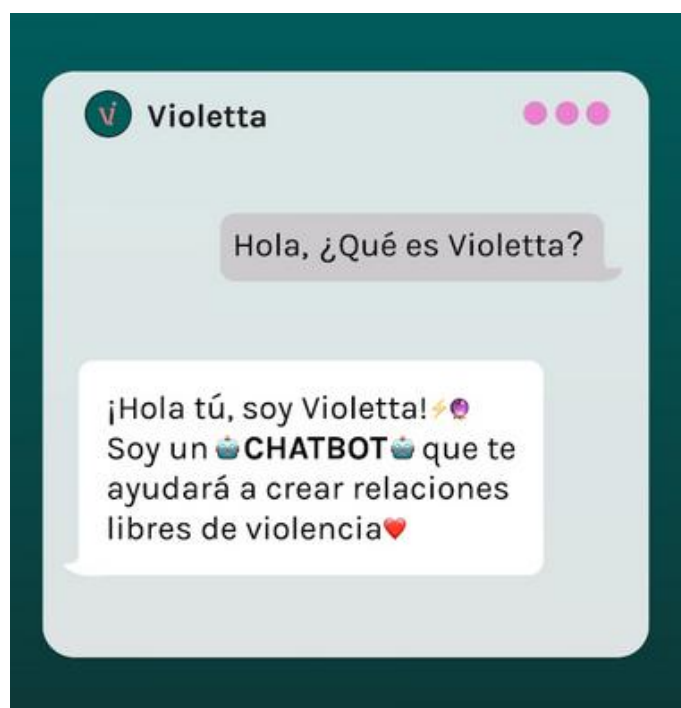 Vi
Violetta
Hola, ¿Qué es Violetta?
¡Hola tú, soy Violetta!⚡🔮
Soy un 🤖CHATBOT🤖 que te
ayudará a crear relaciones
libres de violencia❤️